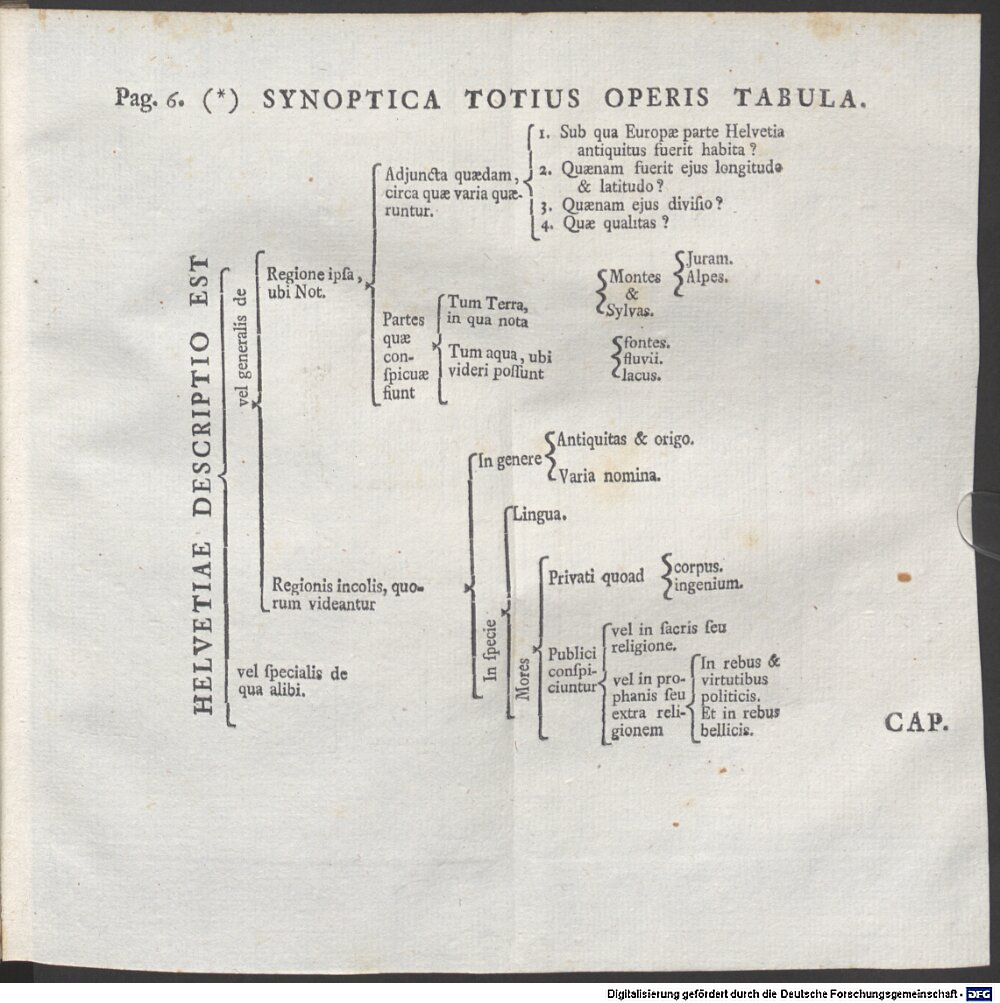 Pag. 6. (*) SYNOPTICA TOTIUS OPERIS TABULA.
HELVETIAE DESCRIPTIO EST
vel generalis de
Regione ipſa,
ubi Not.
Adjuncta quædam,
circa quæ varia quæ-
runtur.
1. Sub qua Europæ parte Helvetia
antiquitus fuerit habita?
2. Quænam fuerit ejus longitudo
& latitudo?
3. Quænam ejus diviſio?
4. Quæ qualitas?
Partes
quæ
con-
ſpicuæ
fiunt
Tum Terra,
in qua nota
Montes
&
Sylvas.
Juram.
Alpes.
Tum aqua, ubi
videri poſſunt
fontes.
fluvii.
lacus.
Regionis incolis, quo-
rum videantur
In genere
Antiquitas & origo.
Varia nomina.
In ſpecie
Lingua.
Mores
Privati quoad
corpus.
ingenium.
Publici
conſpi-
ciuntur
vel in ſacris ſeu
religione.
vel in pro-
phanis ſeu
extra reli-
gionem
In rebus &
virtutibus
politicis.
Et in rebus
bellicis.
vel ſpecialis de
qua alibi.
CAP.
Digitalisierung gefördert durch die Deutsche Forschungsgemeinschaft - DFG